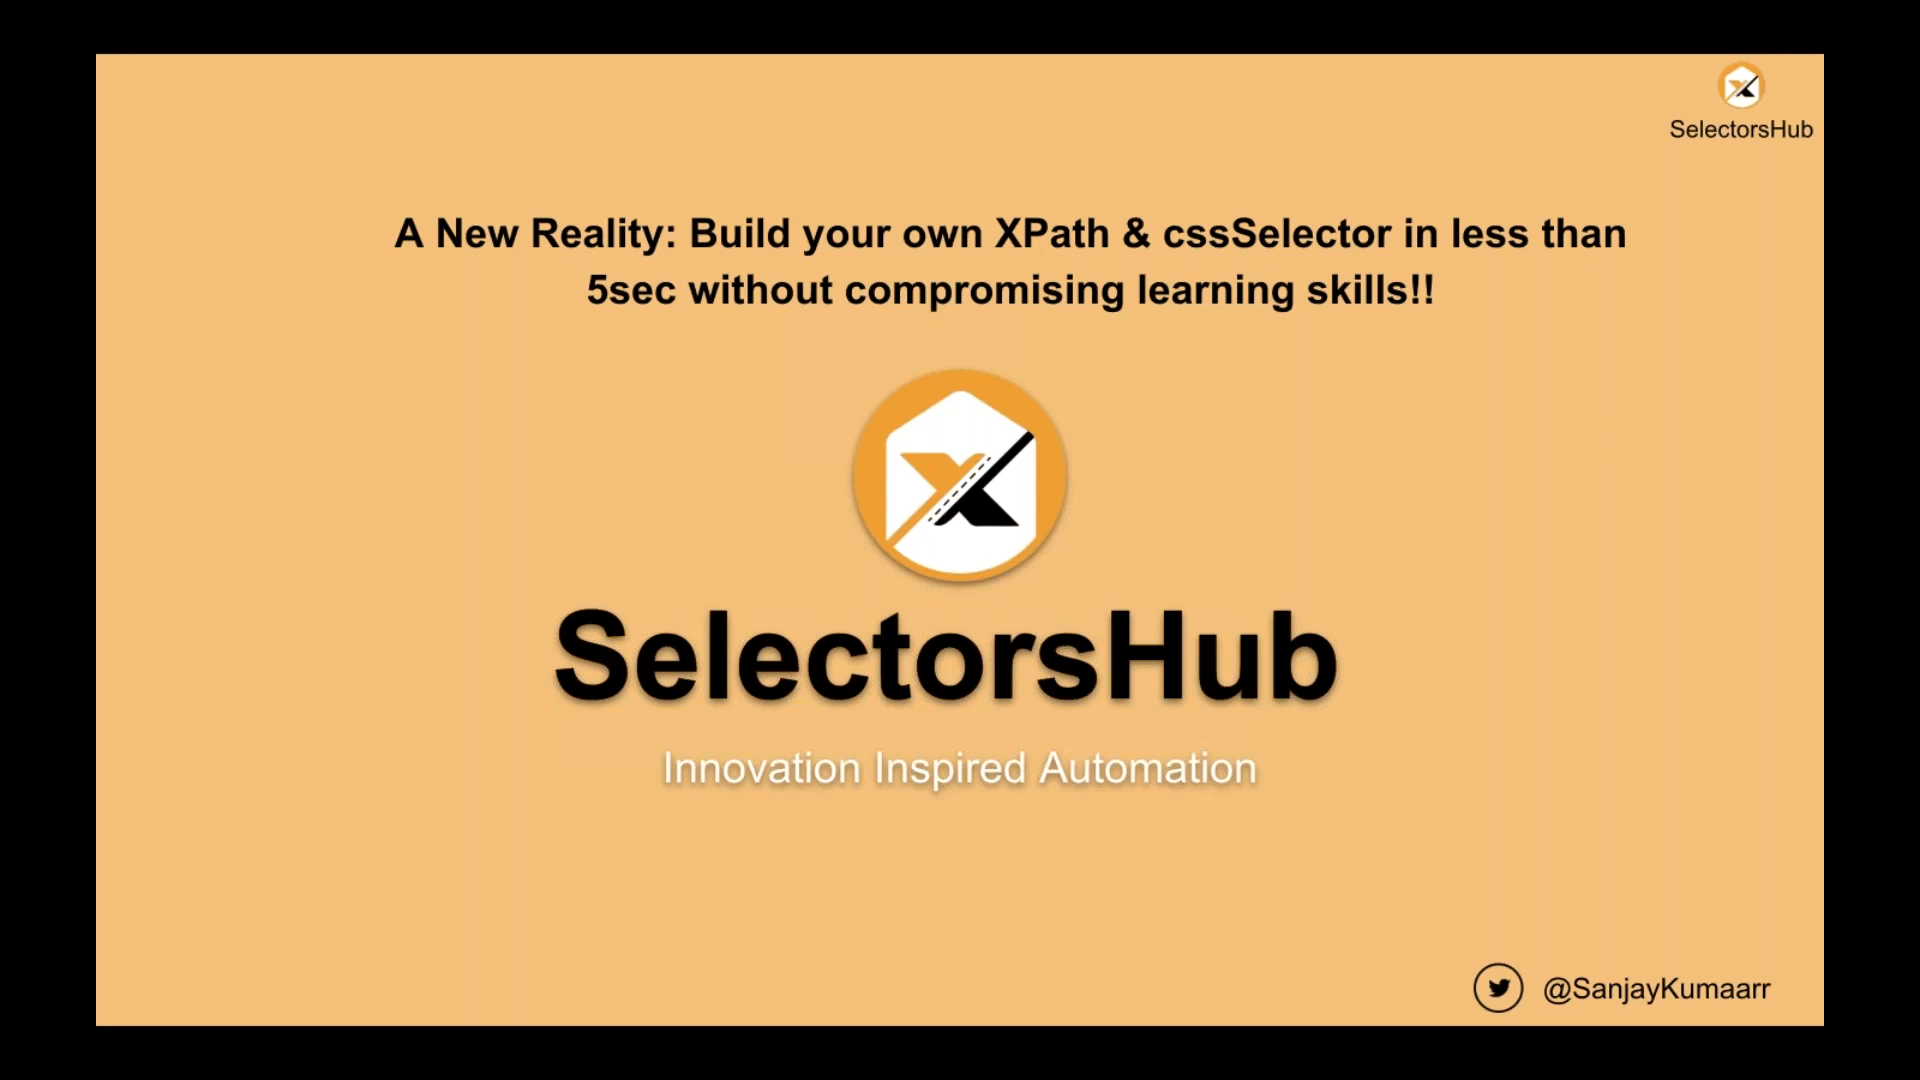 SelectorsHub
A New Reality: Build your own XPath & cssSelector in less than
5sec without compromising learning skills!!
SelectorsHub
Innovation Inspired Automation
@SanjayKumaarr